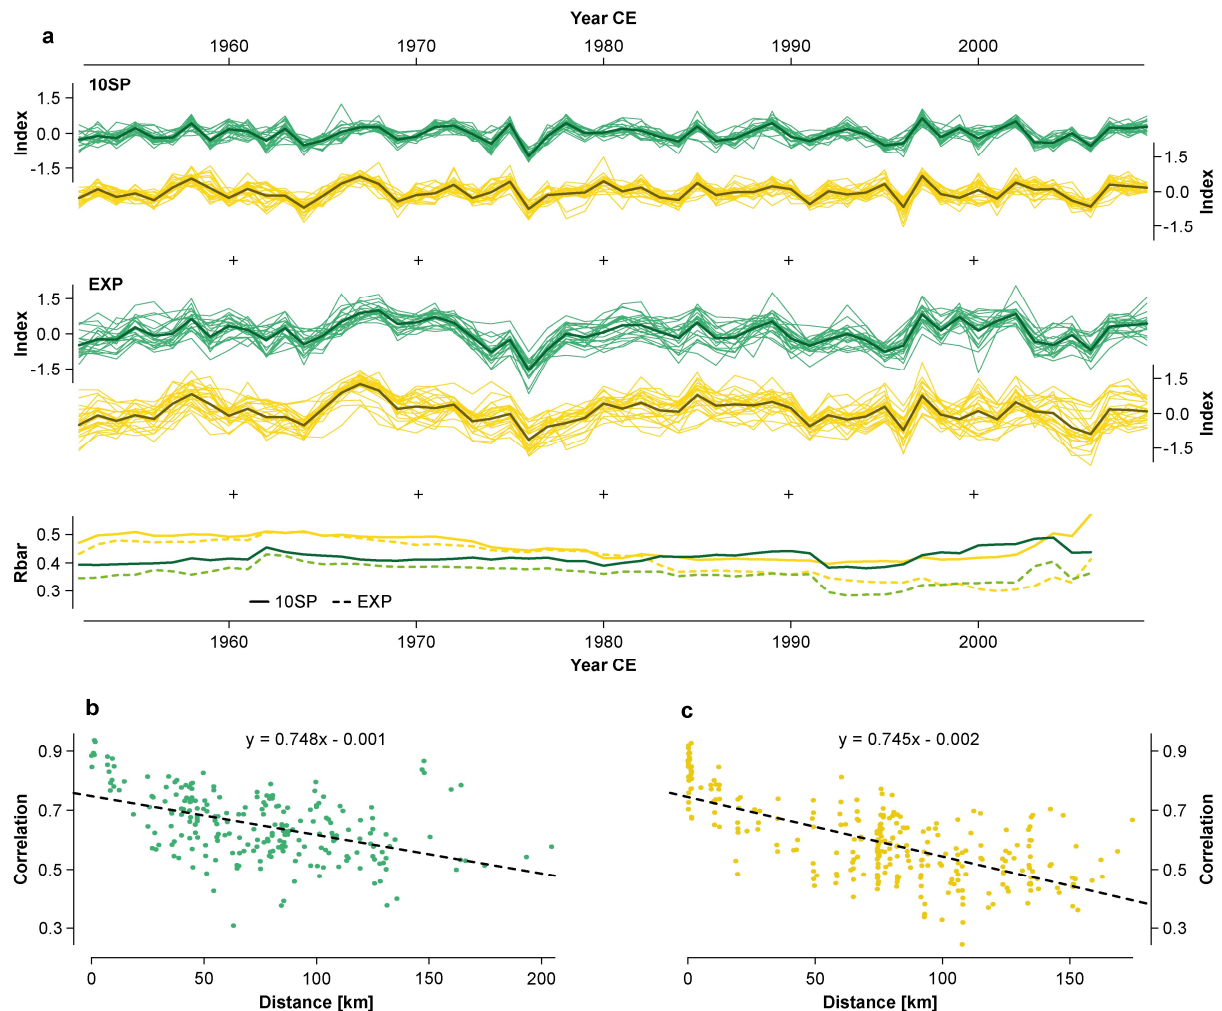 Year CE
a
1960 1970 1980 1990 2000
10SP
Index
1.5
0.0
-1.5
1.5
0.0
-1.5
Index
EXP
Index
1.5
0.0
-1.5
1.5
0.0
-1.5
Index
Rbar
0.5
0.4
0.3
10SP EXP
1960 1970 1980 1990 2000
Year CE
b
y = 0.748x - 0.001
Correlation
0.9
0.7
0.5
0.3
0 50 100 150 200
Distance [km]
c
y = 0.745x - 0.002
0.9
0.7
0.5
0.3
Correlation
0 50 100 150
Distance [km]